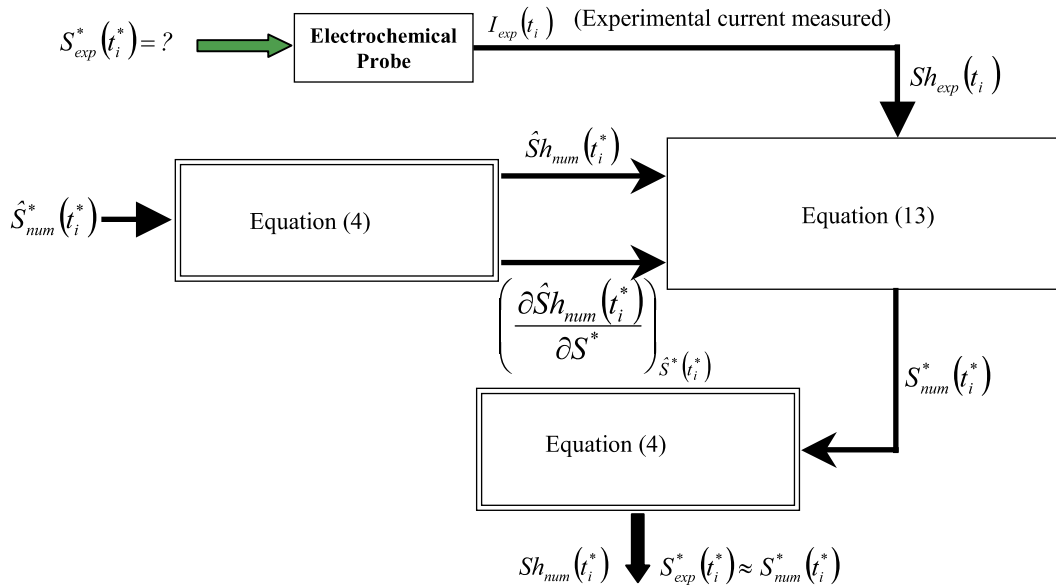 S*exp(t*i) = ?
Electrochemical
Probe
Iexp(ti) (Experimental current measured)
Shexp(ti)
Ŝhnum(t*i)
Ŝ*num(t*i)
Equation (4)
Equation (13)
(∂Ŝhnum(t*i)/∂S*)Ŝ*(t*i)
S*num(t*i)
Equation (4)
Shnum(t*i) S*exp(t*i) ≈ S*num(t*i)